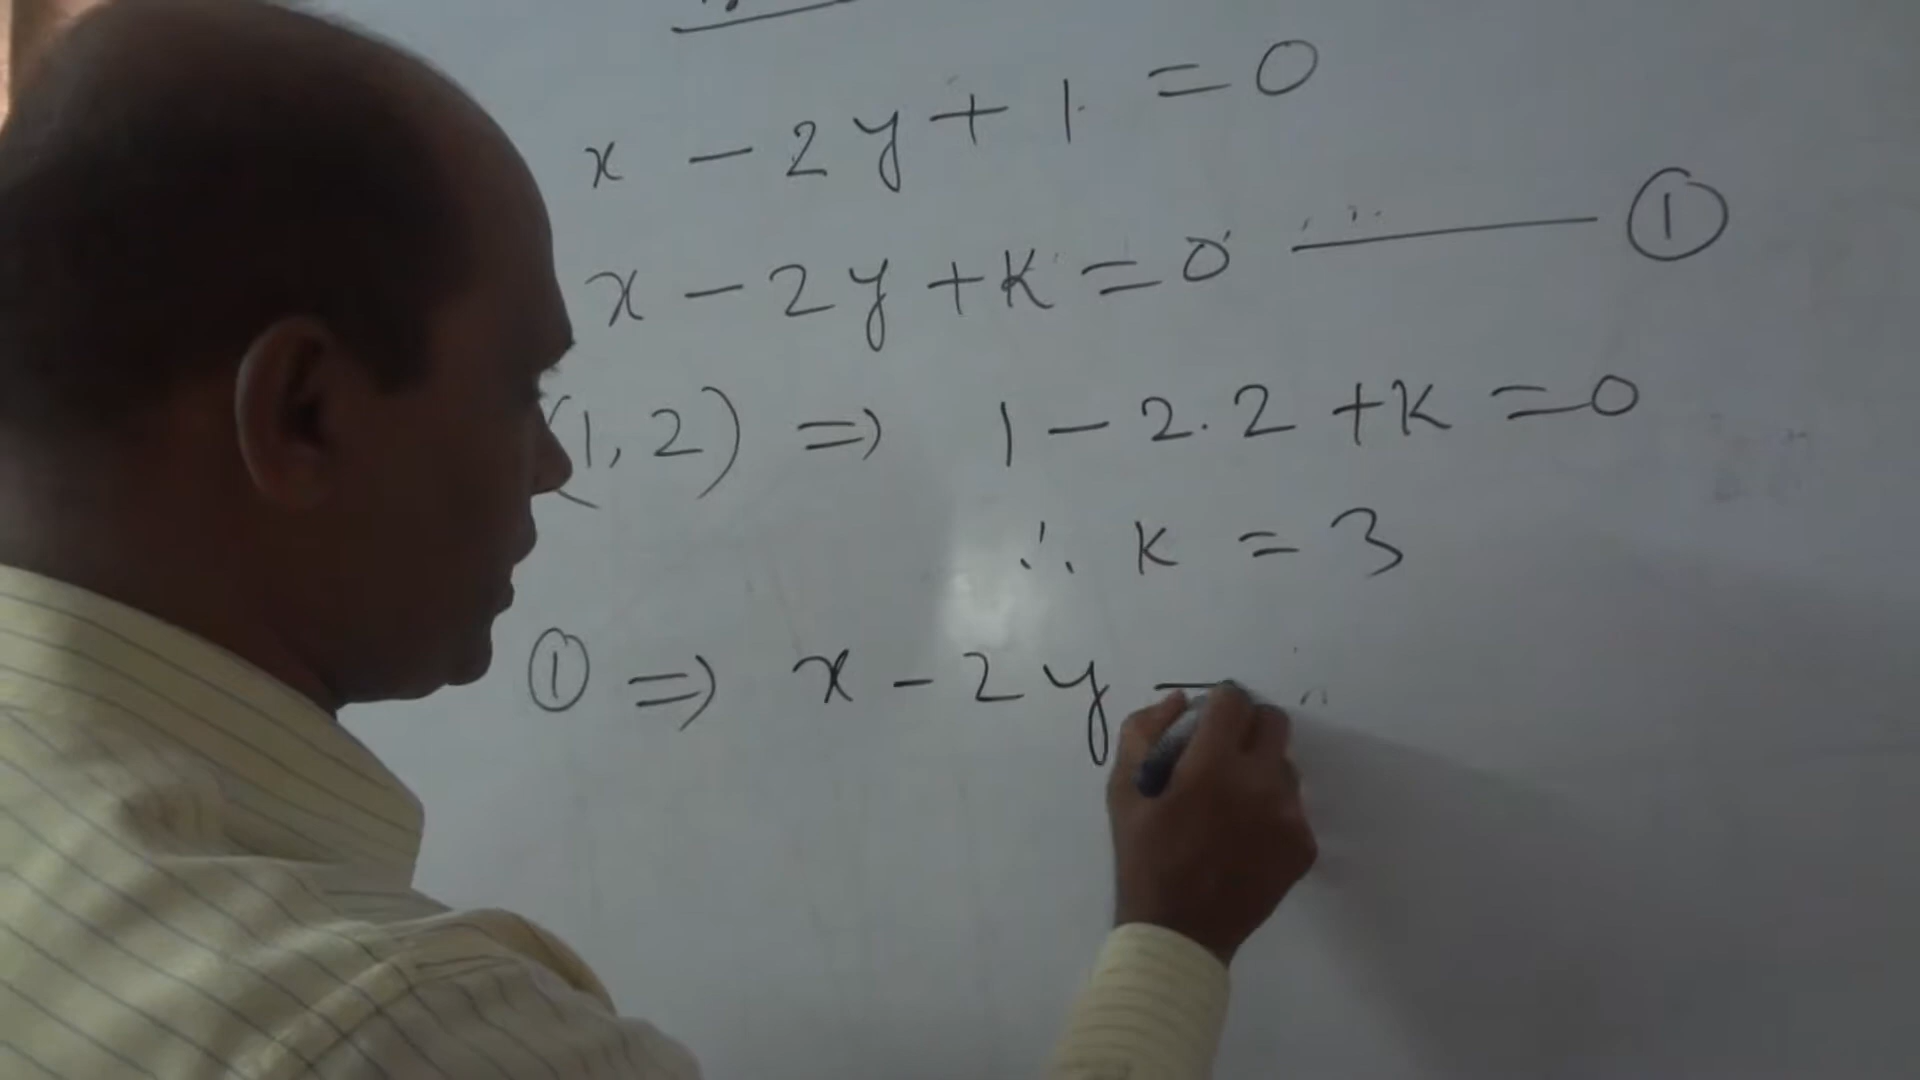 x - 2y + 1 = 0
x - 2y + k = 0 —— ①
(1, 2) ⇒ 1 - 2.2 + k = 0
∴ k = 3
① ⇒ x - 2y